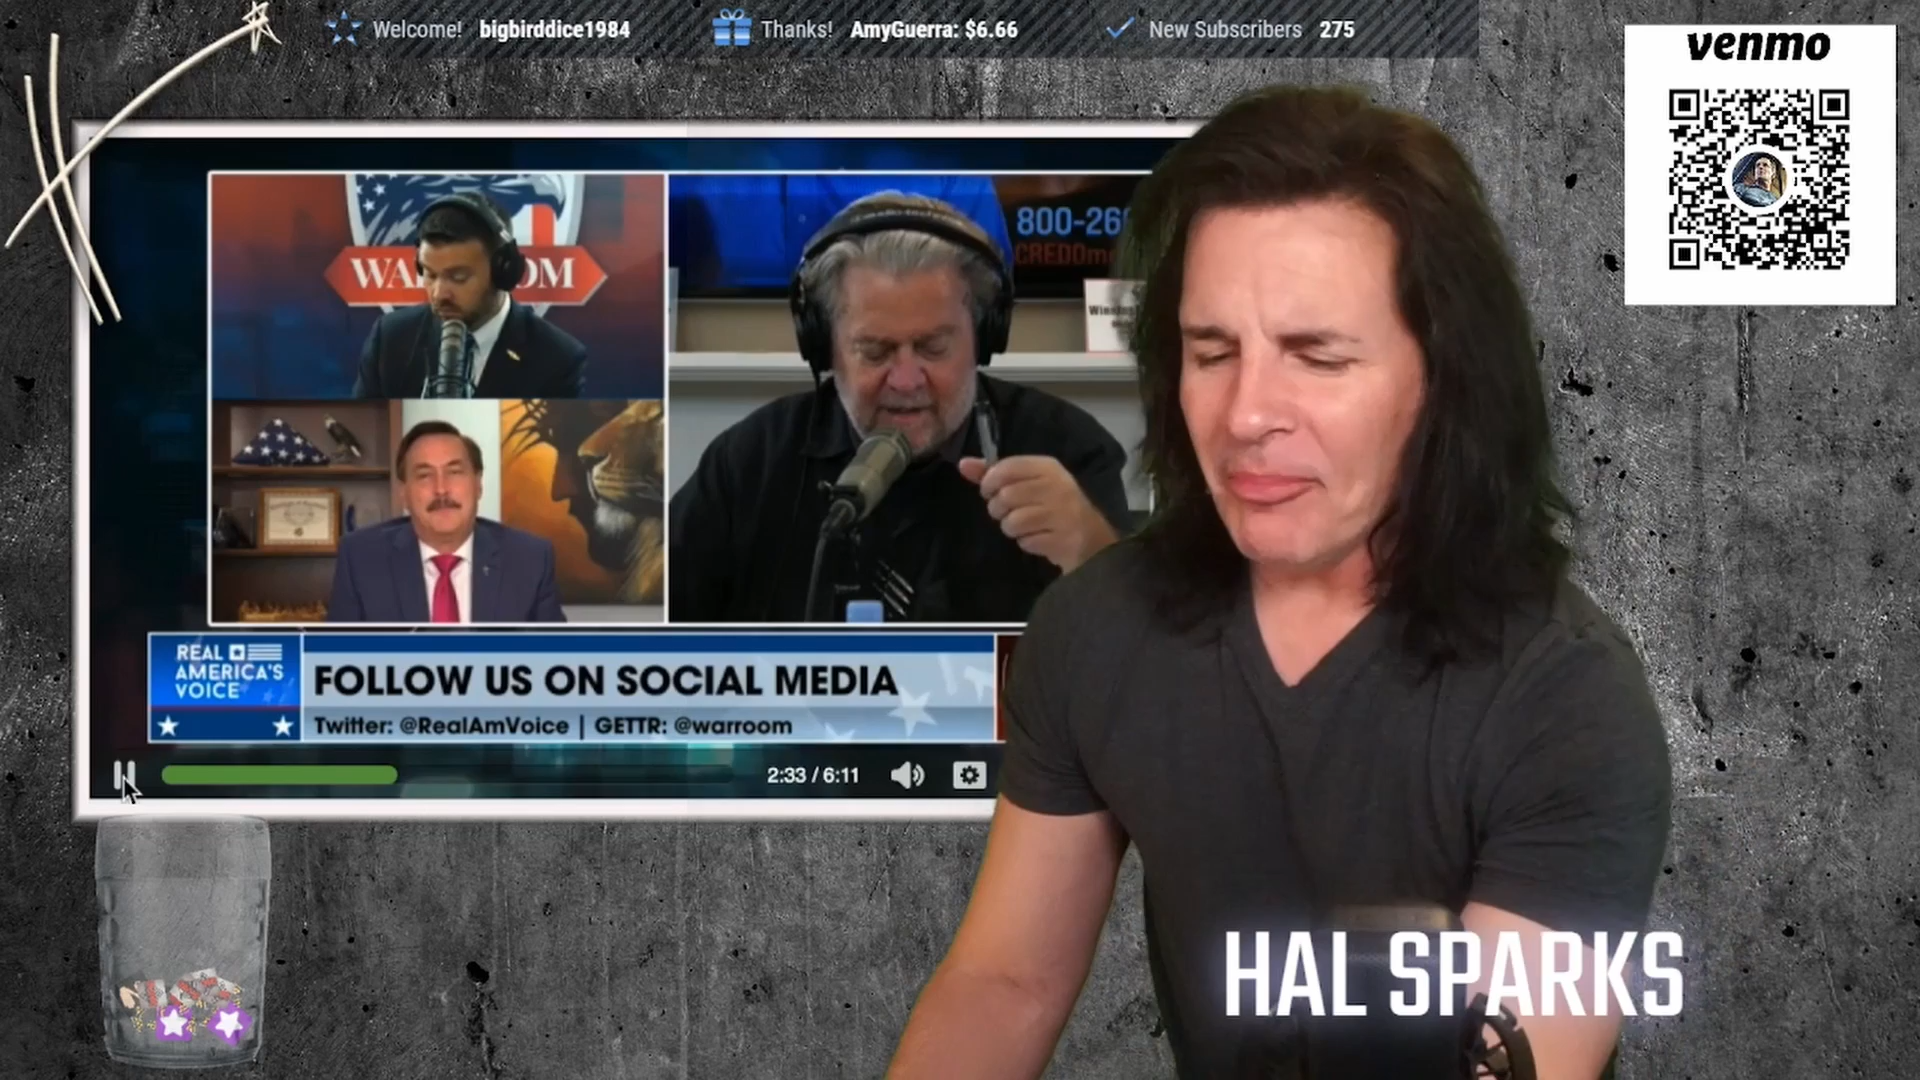 Welcome! bigbirddice1984
Thanks! AmyGuerra: $6.66
New Subscribers 275
venmo
800-26
CREDOm
REAL AMERICA'S VOICE
FOLLOW US ON SOCIAL MEDIA
Twitter: @RealAmVoice | GETTR: @warroom
2:33 / 6:11
HAL SPARKS